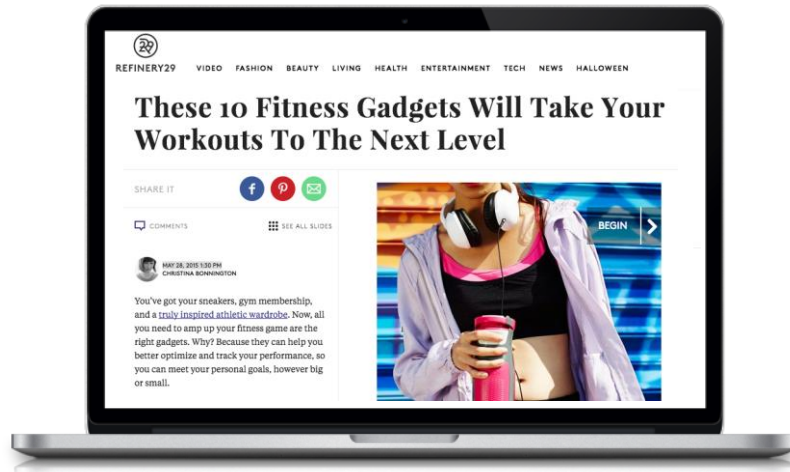 29
REFINERY29
VIDEO FASHION BEAUTY LIVING HEALTH ENTERTAINMENT TECH NEWS HALLOWEEN
These 10 Fitness Gadgets Will Take Your
Workouts To The Next Level
SHARE IT
COMMENTS
SEE ALL SLIDES
MAY 28, 2015 1:30 PM
CHRISTINA BONNINGTON
You've got your sneakers, gym membership,
and a truly inspired athletic wardrobe. Now, all
you need to amp up your fitness game are the
right gadgets. Why? Because they can help you
better optimize and track your performance, so
you can meet your personal goals, however big
or small.
BEGIN